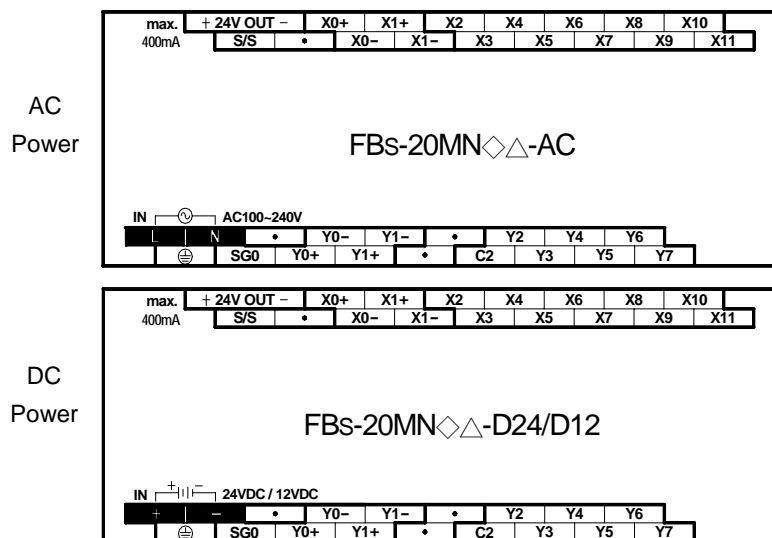 max. + 24V OUT − X0+ X1+ X2 X4 X6 X8 X10
400mA S/S • X0− X1− X3 X5 X7 X9 X11
AC
Power
FBs-20MN◇△-AC
IN AC100~240V
L N • Y0− Y1− • Y2 Y4 Y6
SG0 Y0+ Y1+ • C2 Y3 Y5 Y7
max. + 24V OUT − X0+ X1+ X2 X4 X6 X8 X10
400mA S/S • X0− X1− X3 X5 X7 X9 X11
DC
Power
FBs-20MN◇△-D24/D12
IN + − 24VDC / 12VDC
+ − • Y0− Y1− • Y2 Y4 Y6
SG0 Y0+ Y1+ • C2 Y3 Y5 Y7